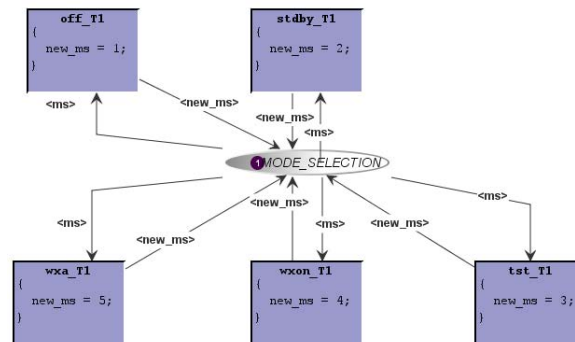 off_T1
{
new_ms = 1;
}
stdby_T1
{
new_ms = 2;
}
<ms>
<new_ms>
<new_ms>
<ms>
1
MODE_SELECTION
<ms>
<new_ms>
<new_ms>
<ms>
<new_ms>
<ms>
wxa_T1
{
new_ms = 5;
}
wxon_T1
{
new_ms = 4;
}
tst_T1
{
new_ms = 3;
}